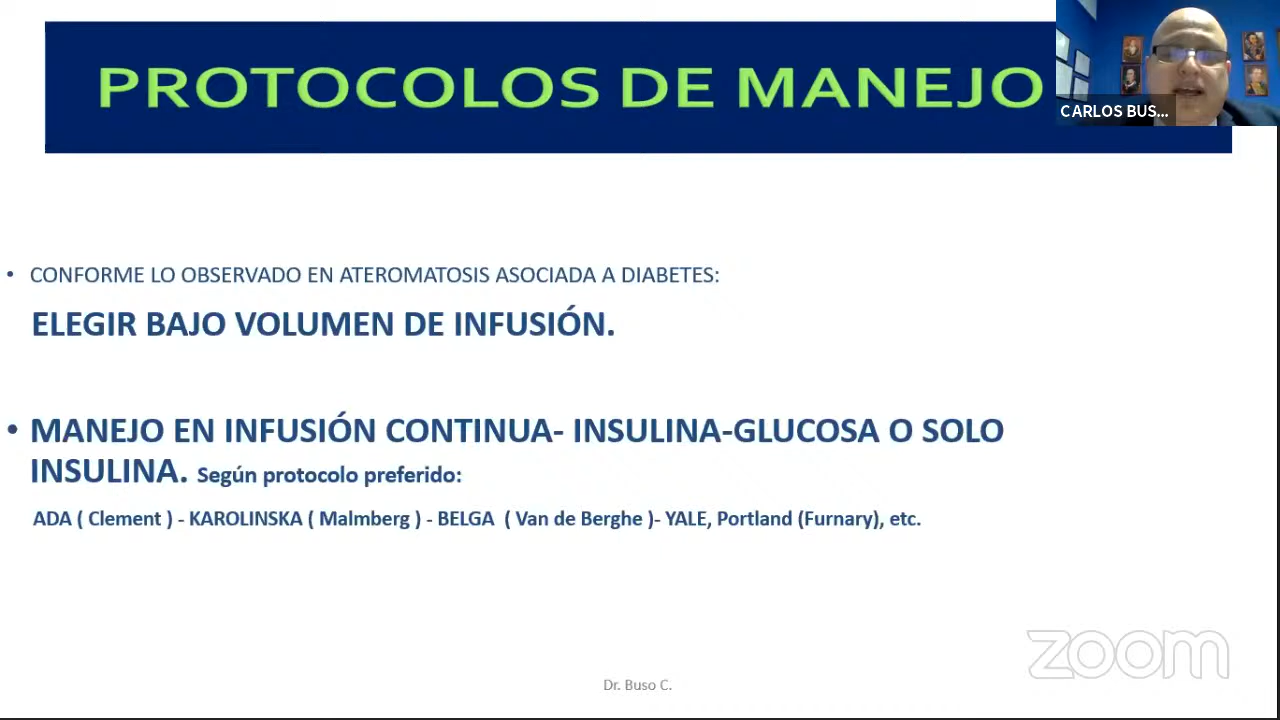 PROTOCOLOS DE MANEJO
CARLOS BUS...
• CONFORME LO OBSERVADO EN ATEROMATOSIS ASOCIADA A DIABETES:
ELEGIR BAJO VOLUMEN DE INFUSIÓN.
• MANEJO EN INFUSIÓN CONTINUA- INSULINA-GLUCOSA O SOLO
INSULINA. Según protocolo preferido:
ADA ( Clement ) - KAROLINSKA ( Malmberg ) - BELGA ( Van de Berghe )- YALE, Portland (Furnary), etc.
zoom
Dr. Buso C.